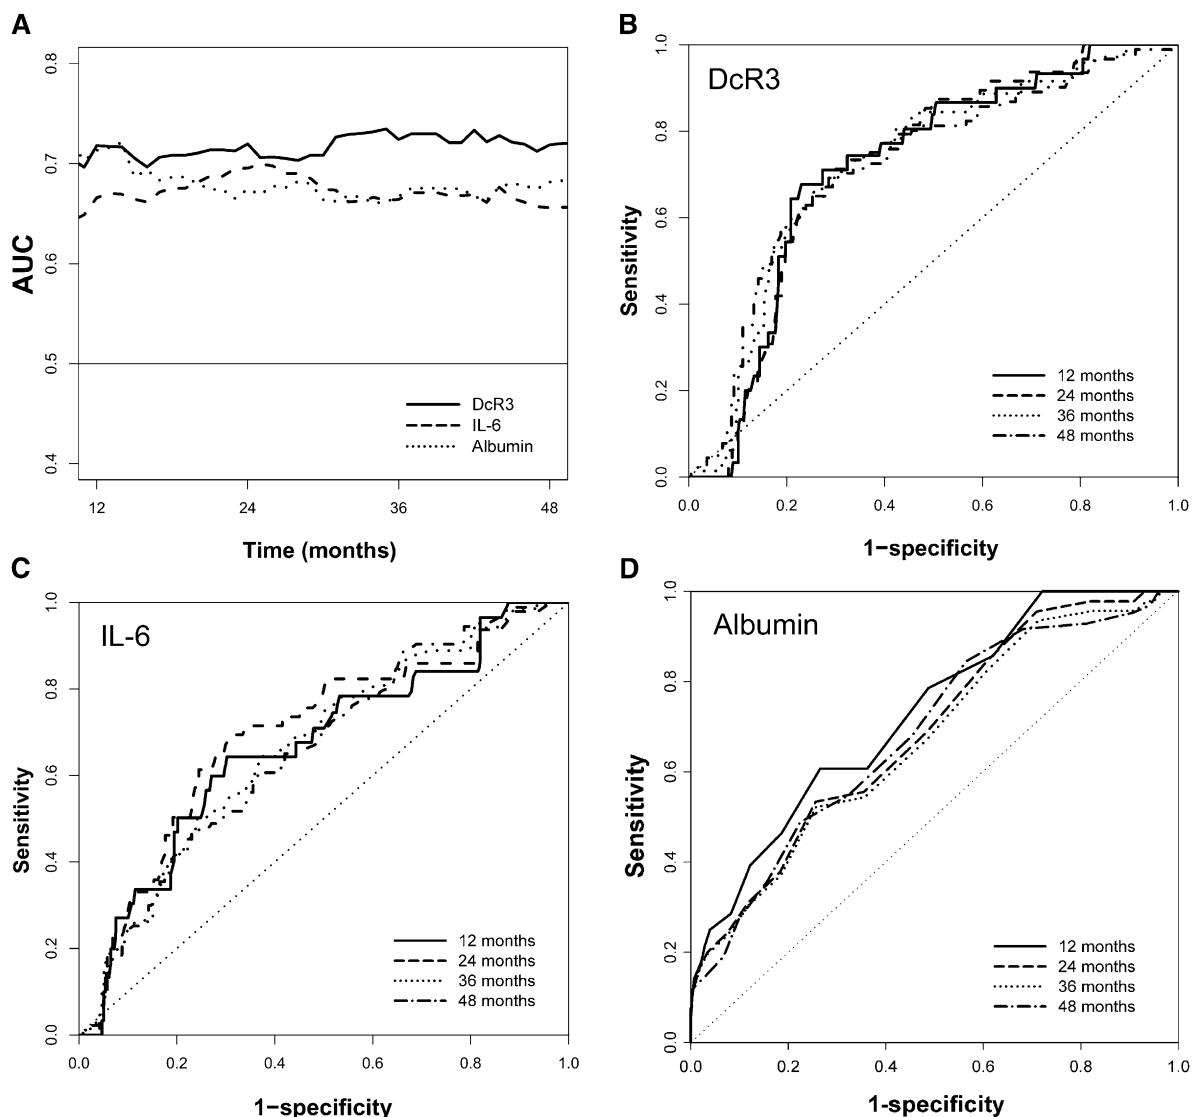 A
0.8
0.7
0.6
0.5
0.4
AUC
DcR3
IL-6
Albumin
12
24
36
48
Time (months)
B
DcR3
1.0
0.8
0.6
0.4
0.2
0.0
Sensitivity
12 months
24 months
36 months
48 months
0.0
0.2
0.4
0.6
0.8
1.0
1−specificity
C
IL-6
1.0
0.8
0.6
0.4
0.2
0.0
Sensitivity
12 months
24 months
36 months
48 months
0.0
0.2
0.4
0.6
0.8
1.0
1−specificity
D
Albumin
1.0
0.8
0.6
0.4
0.2
0.0
Sensitivity
12 months
24 months
36 months
48 months
0.0
0.2
0.4
0.6
0.8
1.0
1-specificity